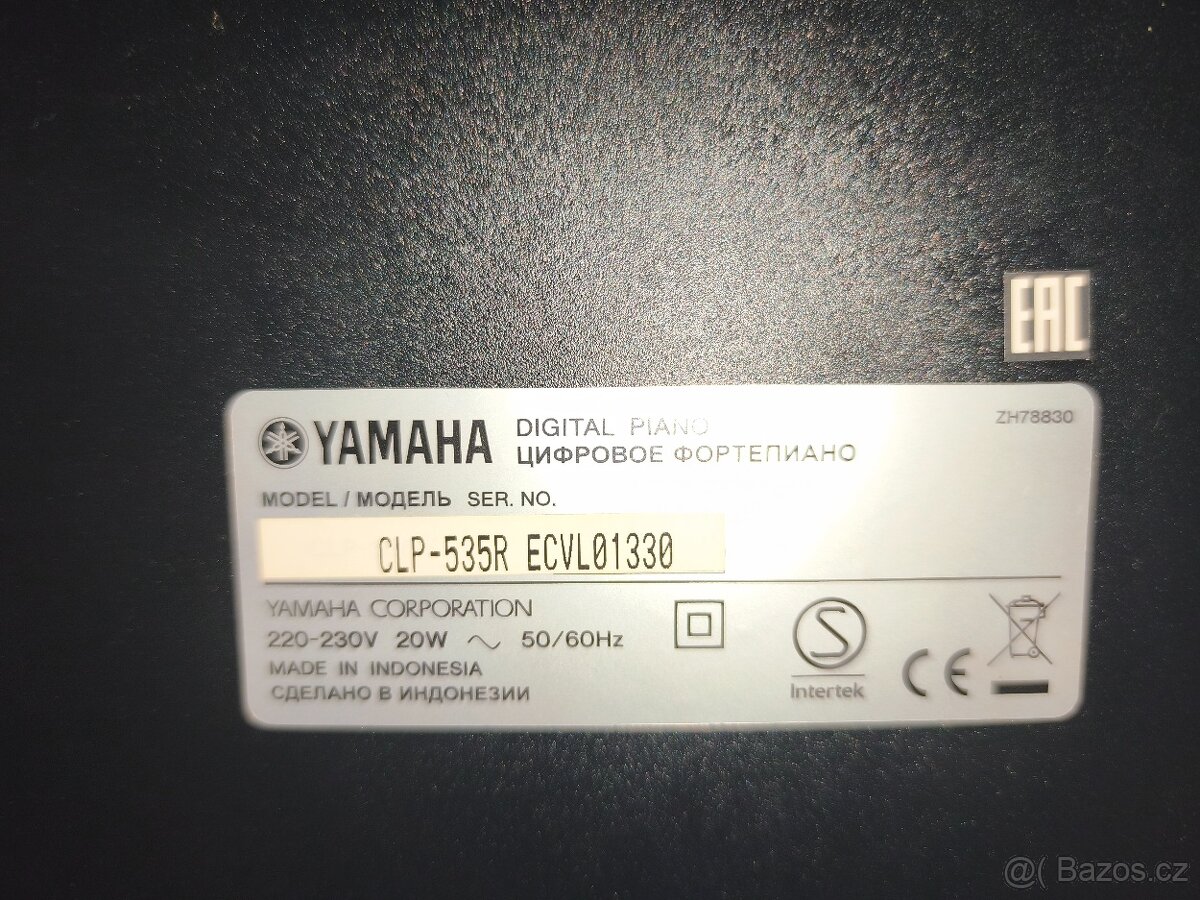 EAC
YAMAHA DIGITAL PIANO
ЦИФРОВОЕ ФОРТЕПИАНО
ZH78830
MODEL / МОДЕЛЬ SER. NO.
CLP-535R ECVL01330
YAMAHA CORPORATION
220-230V 20W ~ 50/60Hz
MADE IN INDONESIA
СДЕЛАНО В ИНДОНЕЗИИ
S
Intertek
CE
@( Bazos.cz